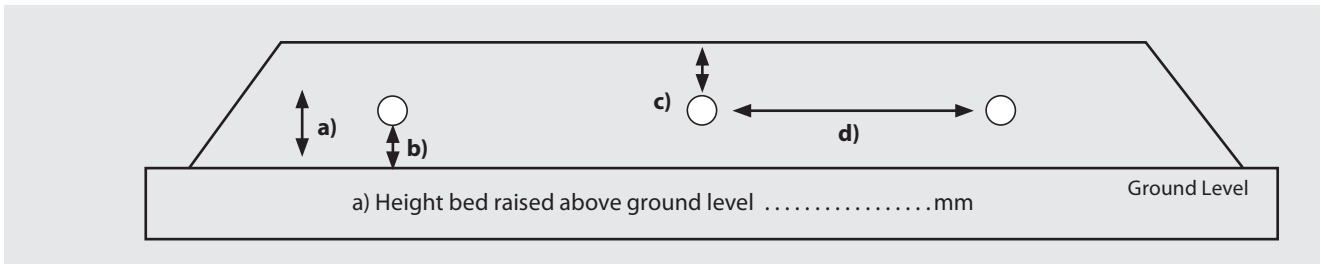 c)
a)
d)
b)
Ground Level
a) Height bed raised above ground level .................mm